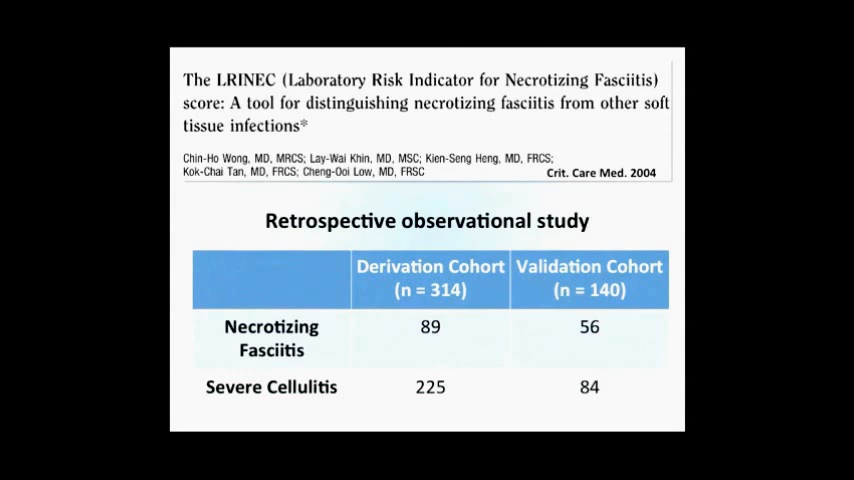 The LRINEC (Laboratory Risk Indicator for Necrotizing Fasciitis)
score: A tool for distinguishing necrotizing fasciitis from other soft
tissue infections*
Chin-Ho Wong, MD, MRCS; Lay-Wai Khin, MD, MSC; Kien-Seng Heng, MD, FRCS;
Kok-Chai Tan, MD, FRCS; Cheng-Ooi Low, MD, FRSC
Crit. Care Med. 2004
Retrospective observational study
Derivation Cohort Validation Cohort
(n = 314) (n = 140)
Necrotizing
Fasciitis 89 56
Severe Cellulitis 225 84